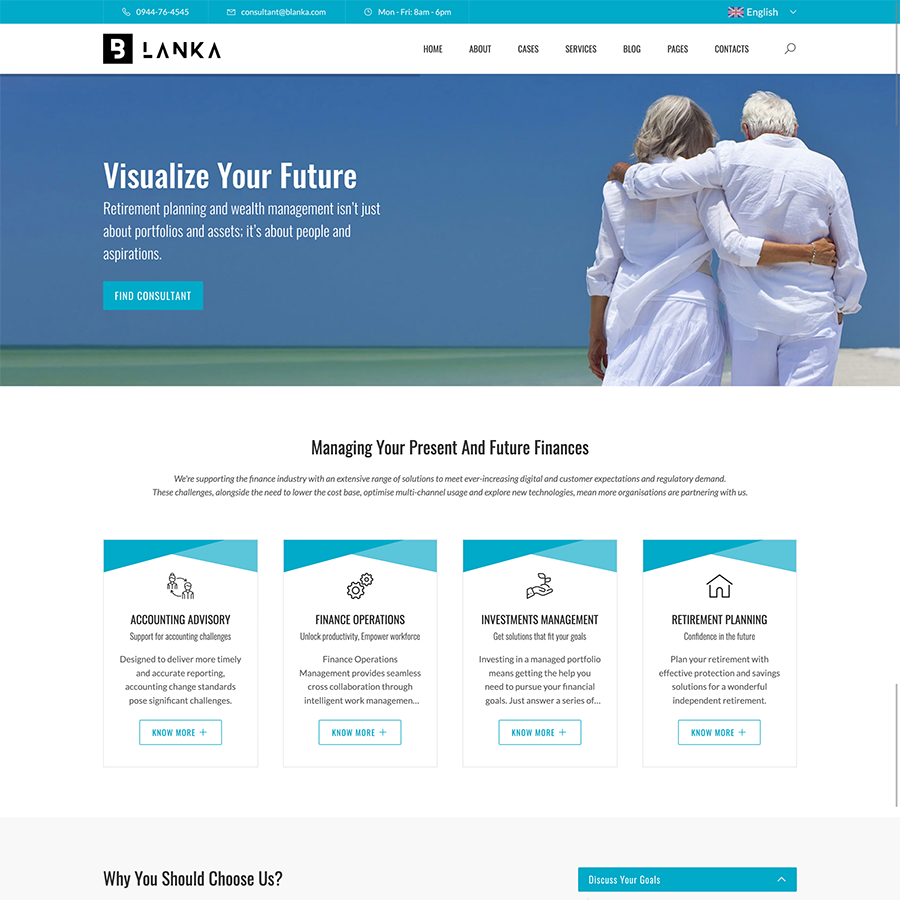 0944-76-4545 consultant@blanka.com Mon - Fri: 8am - 6pm English
B LANKA HOME ABOUT CASES SERVICES BLOG PAGES CONTACTS
Visualize Your Future
Retirement planning and wealth management isn't just
about portfolios and assets; it's about people and
aspirations.
FIND CONSULTANT
Managing Your Present And Future Finances
We're supporting the finance industry with an extensive range of solutions to meet ever-increasing digital and customer expectations and regulatory demand.
These challenges, alongside the need to lower the cost base, optimise multi-channel usage and explore new technologies, mean more organisations are partnering with us.
ACCOUNTING ADVISORY
Support for accounting challenges
Designed to deliver more timely
and accurate reporting,
accounting change standards
pose significant challenges.
KNOW MORE +
FINANCE OPERATIONS
Unlock productivity, Empower workforce
Finance Operations
Management provides seamless
cross collaboration through
intelligent work managemen...
KNOW MORE +
INVESTMENTS MANAGEMENT
Get solutions that fit your goals
Investing in a managed portfolio
means getting the help you
need to pursue your financial
goals. Just answer a series of...
KNOW MORE +
RETIREMENT PLANNING
Confidence in the future
Plan your retirement with
effective protection and savings
solutions for a wonderful
independent retirement.
KNOW MORE +
Why You Should Choose Us?
Discuss Your Goals